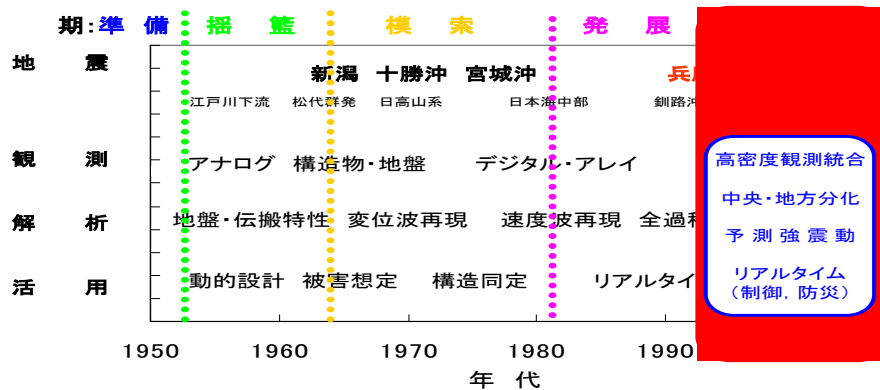 期:準備 揺籃 模索 発展
地震 新潟 十勝沖 宮城沖 兵
江戸川下流 松代群発 日高山系 日本海中部 釧路沖
観測 アナログ 構造物・地盤 デジタル・アレイ
高密度観測統合
中央・地方分化
解析 地盤・伝搬特性 変位波再現 速度波再現 全過
予測強震動
活用 動的設計 被害想定 構造同定 リアルタイ
リアルタイム
(制御,防災)
1950 1960 1970 1980 1990
年代